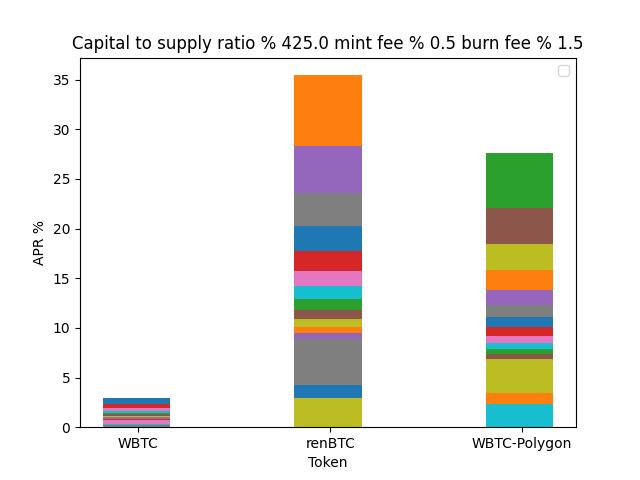 Capital to supply ratio % 425.0 mint fee % 0.5 burn fee % 1.5
35
30
25
20
15
10
5
0
APR %
WBTC renBTC WBTC-Polygon
Token